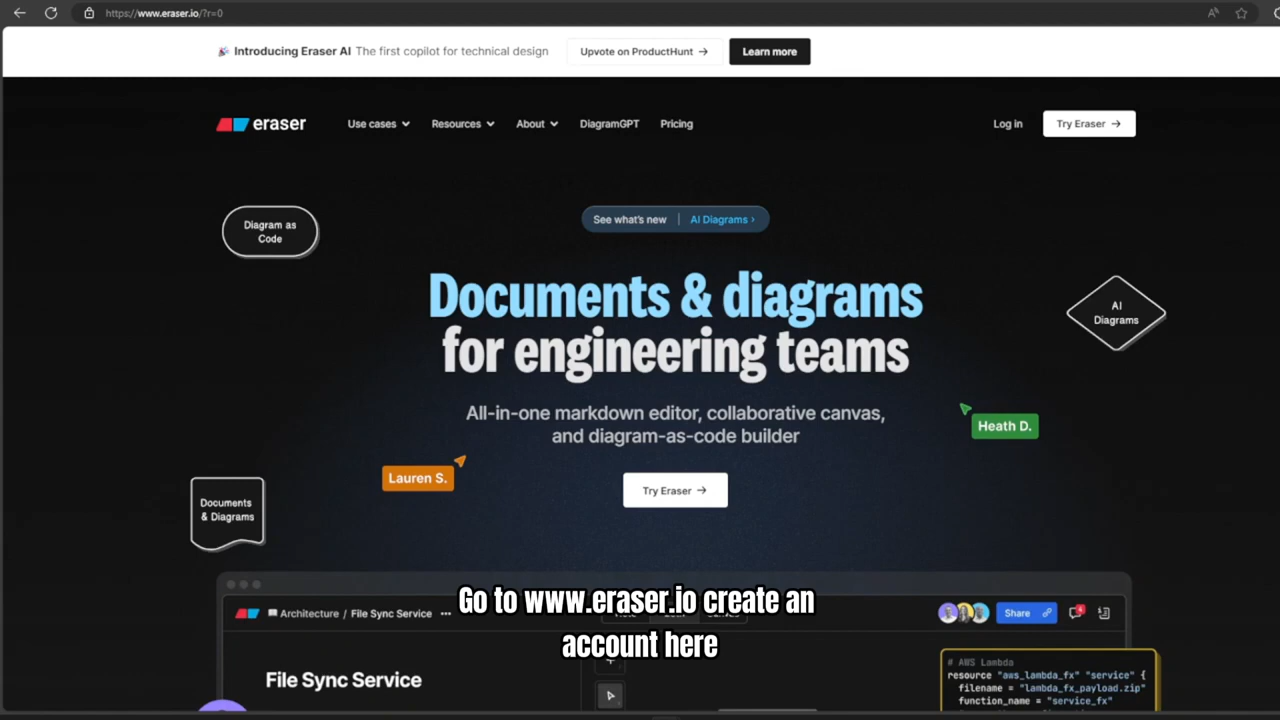 https://www.eraser.io/?r=0
Introducing Eraser AI The first copilot for technical design
Upvote on ProductHunt →
Learn more
eraser
Use cases
Resources
About
DiagramGPT
Pricing
Log in
Try Eraser →
See what's new | AI Diagrams ›
Diagram as
Code
Documents & diagrams
for engineering teams
AI
Diagrams
All-in-one markdown editor, collaborative canvas,
and diagram-as-code builder
Heath D.
Lauren S.
Try Eraser →
Documents
& Diagrams
Go to www.eraser.io create an
account here
Architecture / File Sync Service •••
Share
4
File Sync Service
# AWS Lambda
resource "aws_lambda_fx" "service" {
filename = "lambda_fx_payload.zip"
function_name = "service_fx"